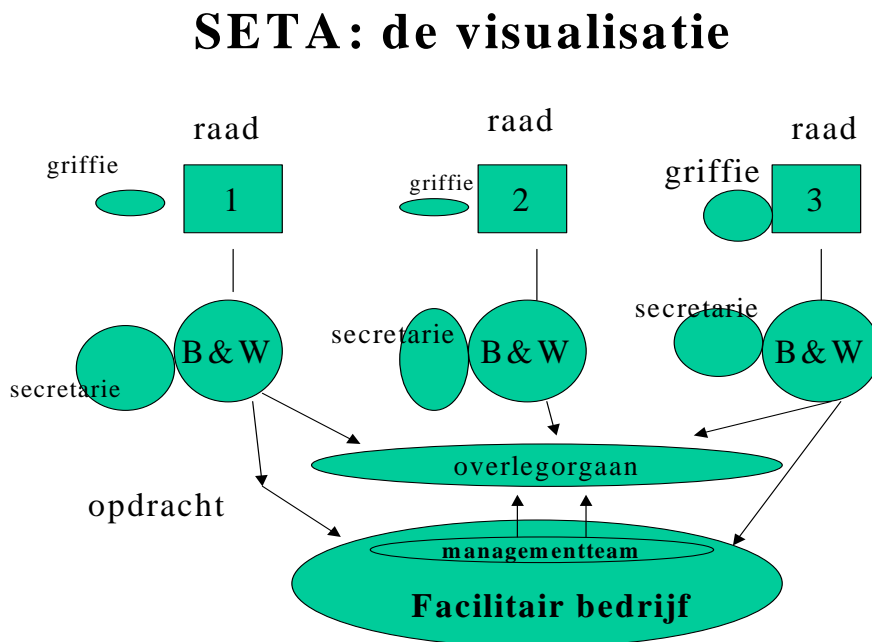 SETA: de visualisatie
raad
raad
raad
griffie
griffie
griffie
1
2
3
secretarie
secretarie
secretarie
B&W
B&W
B&W
overlegorgaan
opdracht
managementteam
Facilitair bedrijf